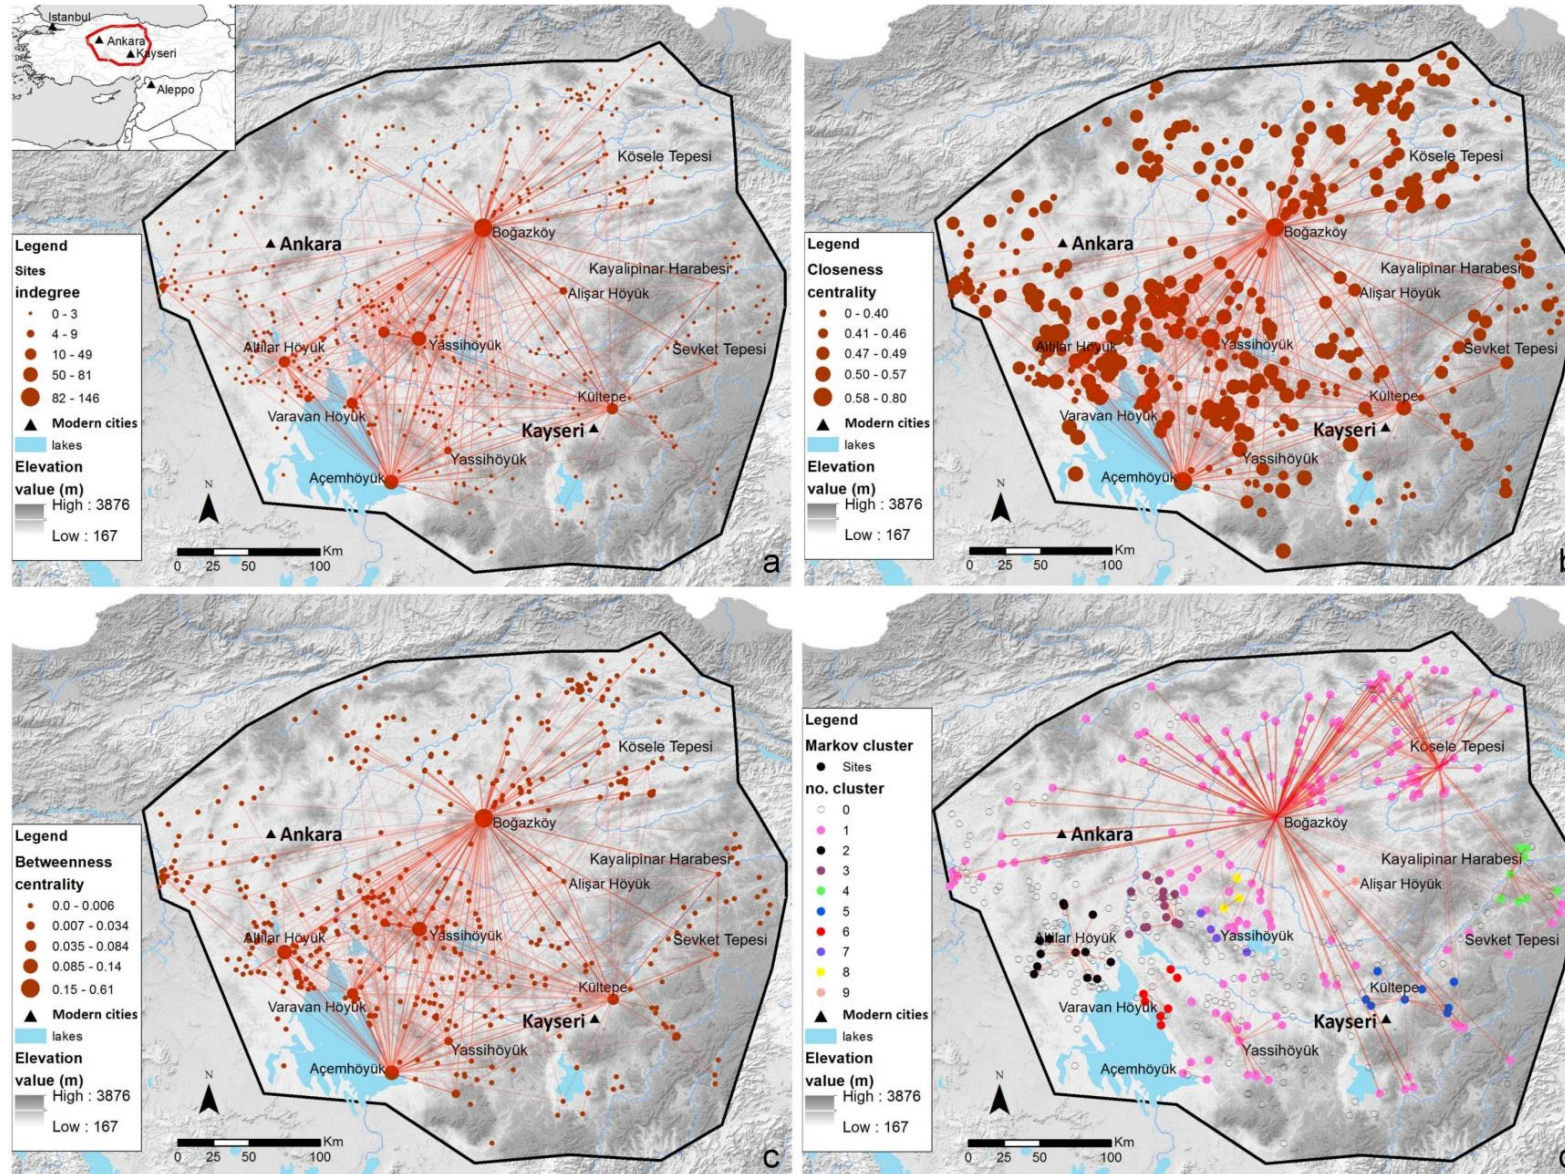 Istanbul
Ankara
Kayseri
Aleppo
Kösele Tepesi
Boğazköy
Ankara
Kayalipinar Harabesi
Alişar Höyük
Altilar Höyük
Yassihöyük
Sevket Tepesi
Kültepe
Varavan Höyük
Kayseri
Yassihöyük
Açemhöyük
Legend
Sites
indegree
0 - 3
4 - 9
10 - 49
50 - 81
82 - 146
Modern cities
lakes
Elevation
value (m)
High : 3876
Low : 167
N
Km
0 25 50 100
a
Kösele Tepesi
Boğazköy
Ankara
Kayalipinar Harabesi
Alişar Höyük
Altilar Höyük
Yassihöyük
Sevket Tepesi
Kültepe
Varavan Höyük
Kayseri
Yassihöyük
Açemhöyük
Legend
Closeness
centrality
0 - 0.40
0.41 - 0.46
0.47 - 0.49
0.50 - 0.57
0.58 - 0.80
Modern cities
lakes
Elevation
value (m)
High : 3876
Low : 167
N
Km
0 25 50 100
Kösele Tepesi
Boğazköy
Ankara
Kayalipinar Harabesi
Alişar Höyük
Altilar Höyük
Yassihöyük
Sevket Tepesi
Kültepe
Varavan Höyük
Kayseri
Yassihöyük
Açemhöyük
Legend
Betweenness
centrality
0.0 - 0.006
0.007 - 0.034
0.035 - 0.084
0.085 - 0.14
0.15 - 0.61
Modern cities
lakes
Elevation
value (m)
High : 3876
Low : 167
N
Km
0 25 50 100
c
Kösele Tepesi
Boğazköy
Ankara
Kayalipinar Harabesi
Alişar Höyük
Altilar Höyük
Yassihöyük
Sevket Tepesi
Kültepe
Varavan Höyük
Kayseri
Yassihöyük
Açemhöyük
Legend
Markov cluster
Sites
no. cluster
0
1
2
3
4
5
6
7
8
9
Modern cities
lakes
Elevation
value (m)
High : 3876
Low : 167
N
Km
0 25 50 100